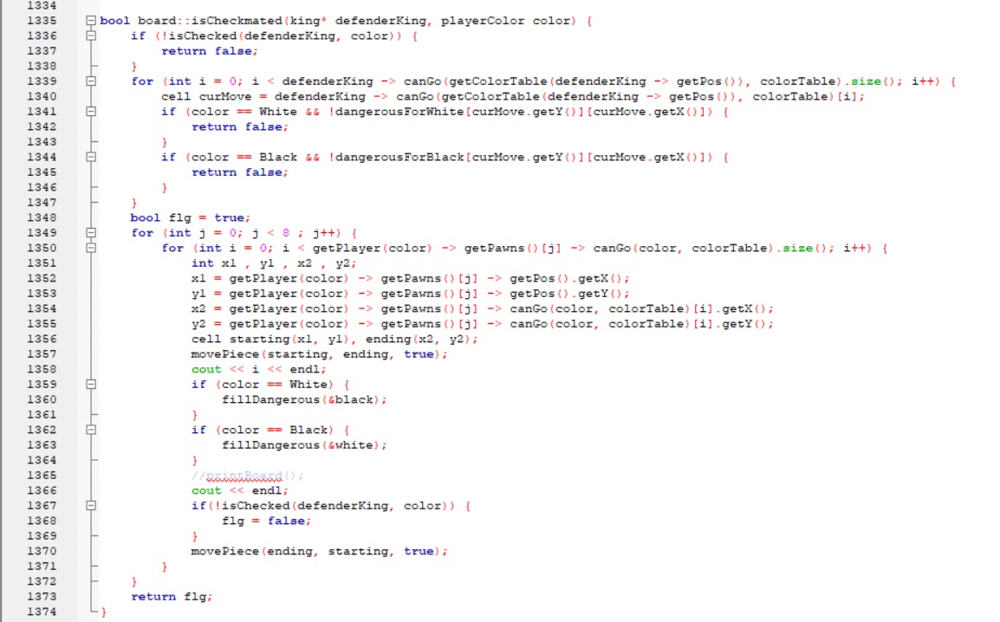 1334
1335 bool board::isCheckmated(king* defenderKing, playerColor color) {
1336     if (!isChecked(defenderKing, color)) {
1337         return false;
1338     }
1339     for (int i = 0; i < defenderKing -> canGo(getColorTable(defenderKing -> getPos()), colorTable).size(); i++) {
1340         cell curMove = defenderKing -> canGo(getColorTable(defenderKing -> getPos()), colorTable)[i];
1341         if (color == White && !dangerousForWhite[curMove.getY()][curMove.getX()]) {
1342             return false;
1343         }
1344         if (color == Black && !dangerousForBlack[curMove.getY()][curMove.getX()]) {
1345             return false;
1346         }
1347     }
1348     bool flg = true;
1349     for (int j = 0; j < 8 ; j++) {
1350         for (int i = 0; i < getPlayer(color) -> getPawns()[j] -> canGo(color, colorTable).size(); i++) {
1351             int x1 , y1 , x2 , y2;
1352             x1 = getPlayer(color) -> getPawns()[j] -> getPos().getX();
1353             y1 = getPlayer(color) -> getPawns()[j] -> getPos().getY();
1354             x2 = getPlayer(color) -> getPawns()[j] -> canGo(color, colorTable)[i].getX();
1355             y2 = getPlayer(color) -> getPawns()[j] -> canGo(color, colorTable)[i].getY();
1356             cell starting(x1, y1), ending(x2, y2);
1357             movePiece(starting, ending, true);
1358             cout << i << endl;
1359             if (color == White) {
1360                 fillDangerous(&black);
1361             }
1362             if (color == Black) {
1363                 fillDangerous(&white);
1364             }
1365             //printBoard();
1366             cout << endl;
1367             if(!isChecked(defenderKing, color)) {
1368                 flg = false;
1369             }
1370             movePiece(ending, starting, true);
1371         }
1372     }
1373     return flg;
1374 }